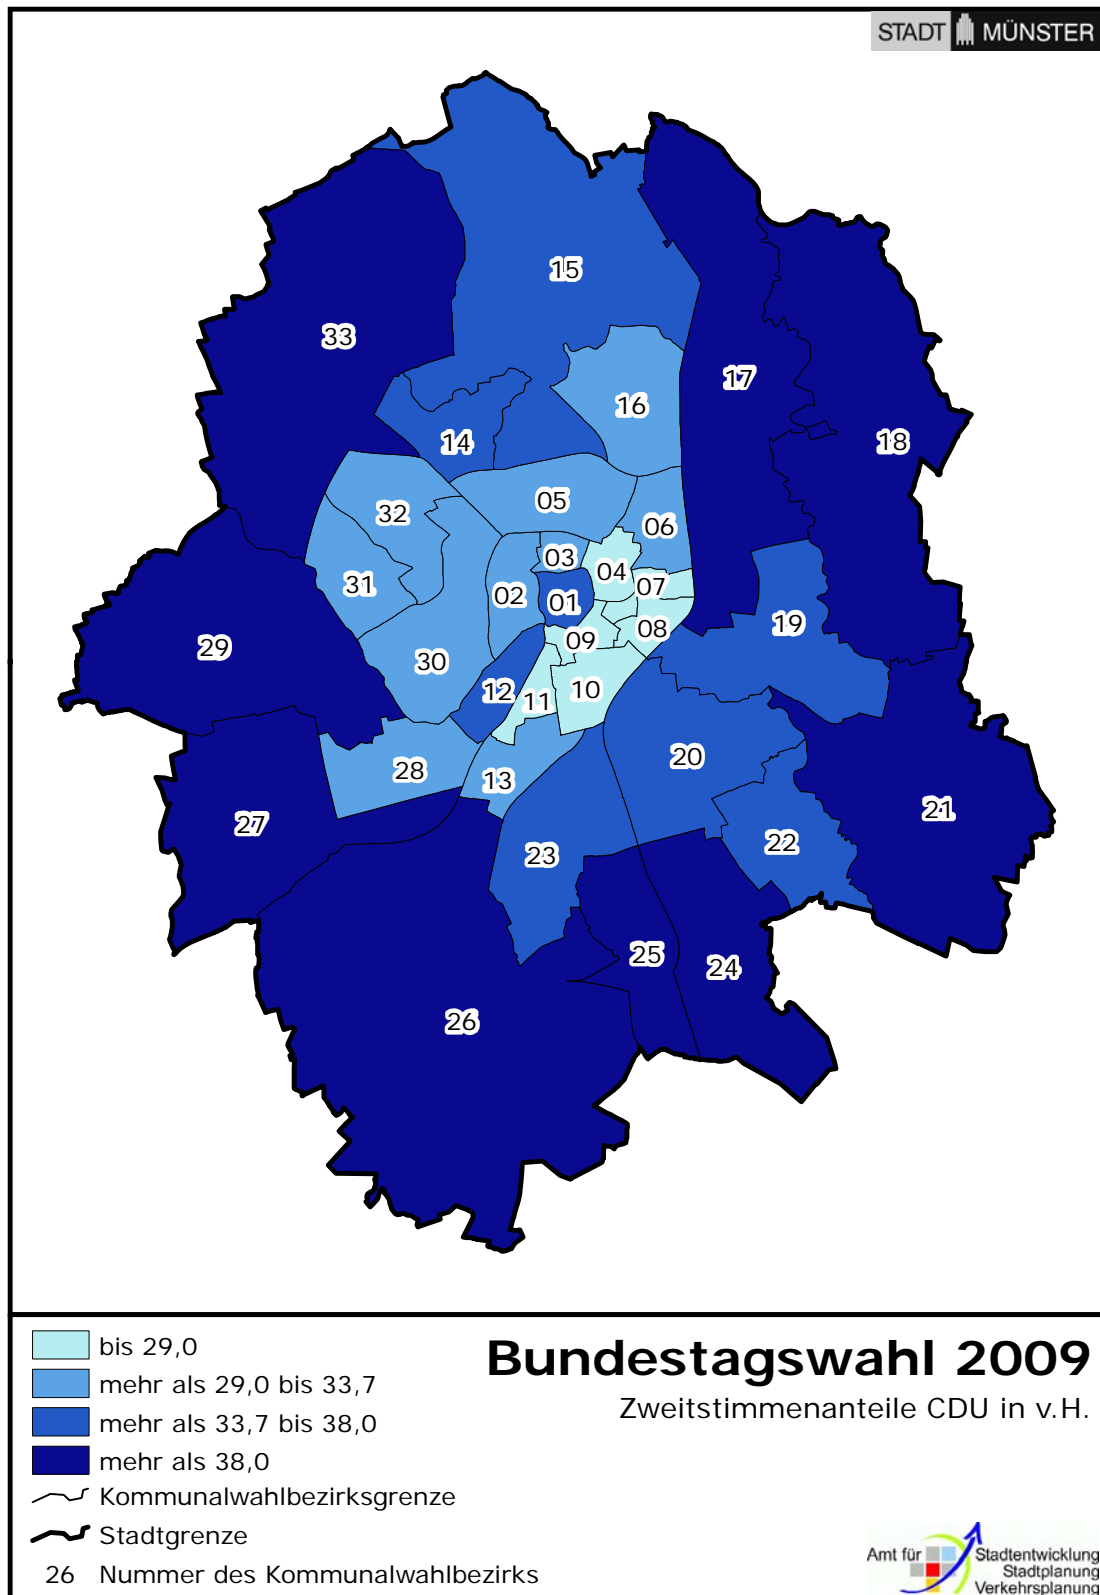 STADT MÜNSTER
15
33
17
16
18
14
05
32
06
03
04
31
07
02
01
19
08
09
29
30
12
10
11
20
28
13
21
27
22
23
25
24
26
bis 29,0
mehr als 29,0 bis 33,7
mehr als 33,7 bis 38,0
mehr als 38,0
Kommunalwahlbezirksgrenze
Stadtgrenze
26 Nummer des Kommunalwahlbezirks
Bundestagswahl 2009
Zweitstimmenanteile CDU in v.H.
Amt für Stadtentwicklung
Stadtplanung
Verkehrsplanung